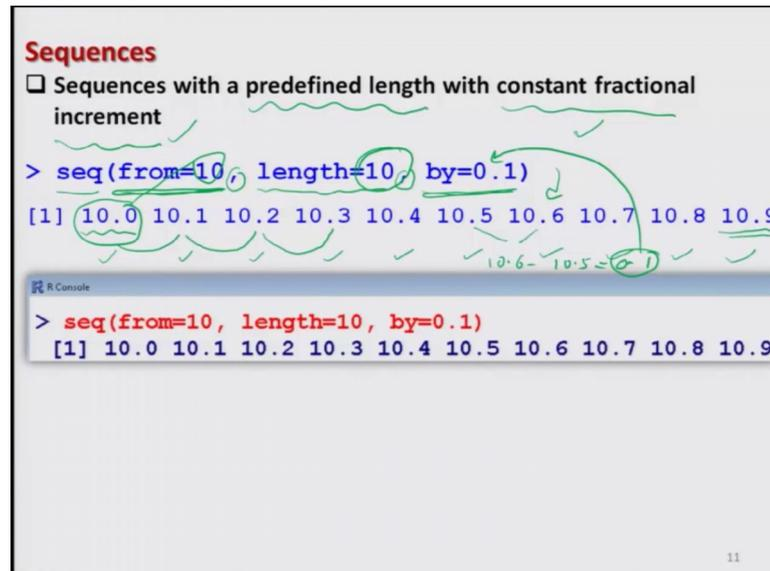 Sequences
❑ Sequences with a predefined length with constant fractional
increment
> seq(from=10, length=10, by=0.1)
[1] 10.0 10.1 10.2 10.3 10.4 10.5 10.6 10.7 10.8 10.9
10.6 - 10.5 = 0.1
R Console
> seq(from=10, length=10, by=0.1)
[1] 10.0 10.1 10.2 10.3 10.4 10.5 10.6 10.7 10.8 10.9
11